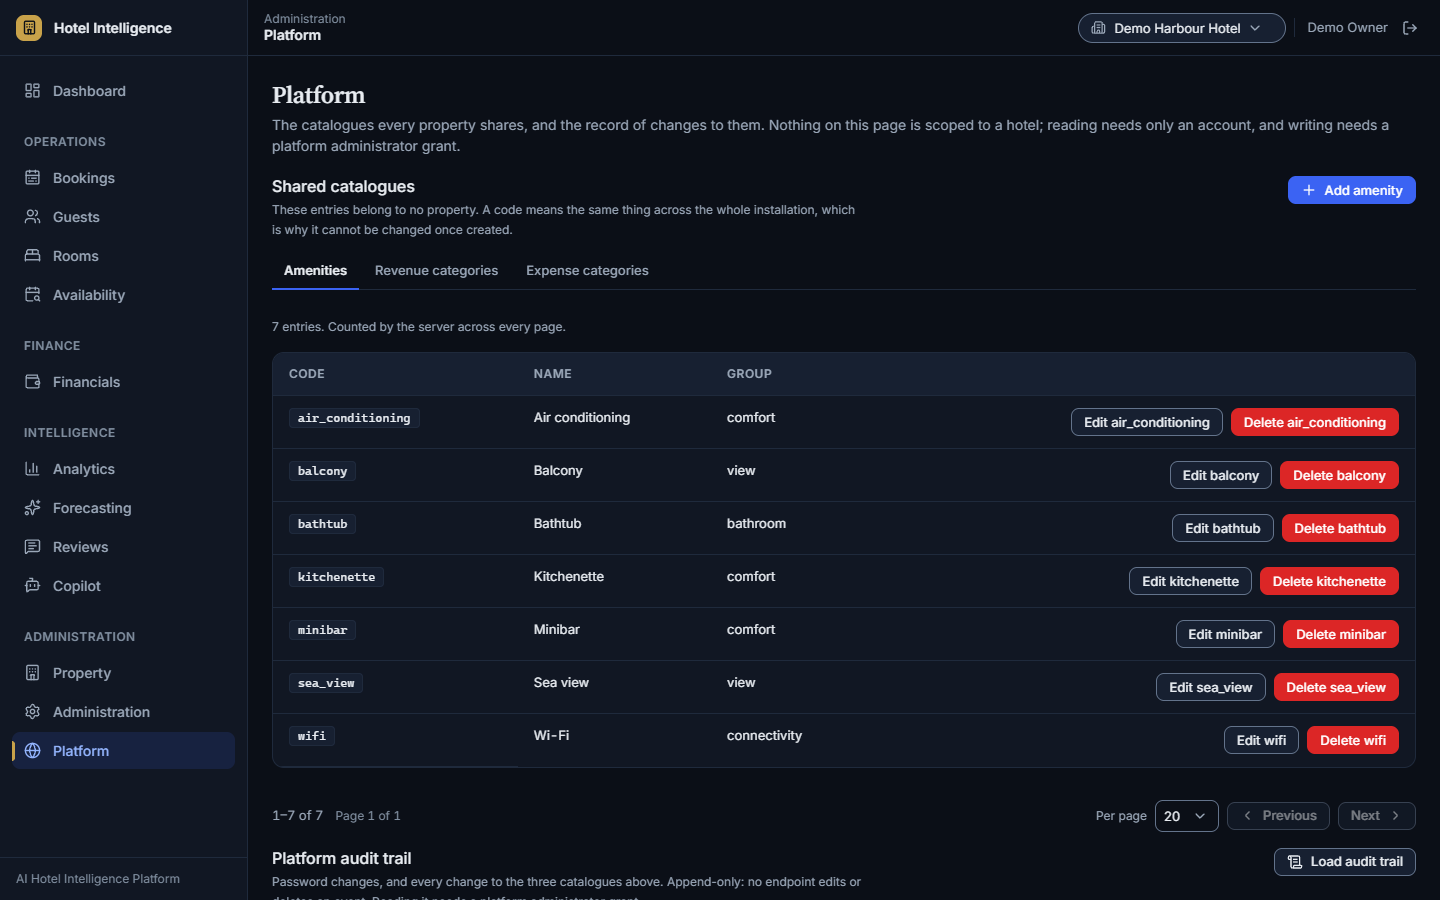 Hotel Intelligence
Administration
Platform
Demo Harbour Hotel
Demo Owner
Dashboard
OPERATIONS
Bookings
Guests
Rooms
Availability
FINANCE
Financials
INTELLIGENCE
Analytics
Forecasting
Reviews
Copilot
ADMINISTRATION
Property
Administration
Platform
AI Hotel Intelligence Platform
Platform
The catalogues every property shares, and the record of changes to them. Nothing on this page is scoped to a hotel; reading needs only an account, and writing needs a
platform administrator grant.
Shared catalogues
Add amenity
These entries belong to no property. A code means the same thing across the whole installation, which
is why it cannot be changed once created.
Amenities Revenue categories Expense categories
7 entries. Counted by the server across every page.
CODE NAME GROUP
air_conditioning Air conditioning comfort Edit air_conditioning Delete air_conditioning
balcony Balcony view Edit balcony Delete balcony
bathtub Bathtub bathroom Edit bathtub Delete bathtub
kitchenette Kitchenette comfort Edit kitchenette Delete kitchenette
minibar Minibar comfort Edit minibar Delete minibar
sea_view Sea view view Edit sea_view Delete sea_view
wifi Wi-Fi connectivity Edit wifi Delete wifi
1–7 of 7 Page 1 of 1 Per page 20 Previous Next
Platform audit trail
Load audit trail
Password changes, and every change to the three catalogues above. Append-only: no endpoint edits or
deletes an event. Reading it needs a platform administrator grant.